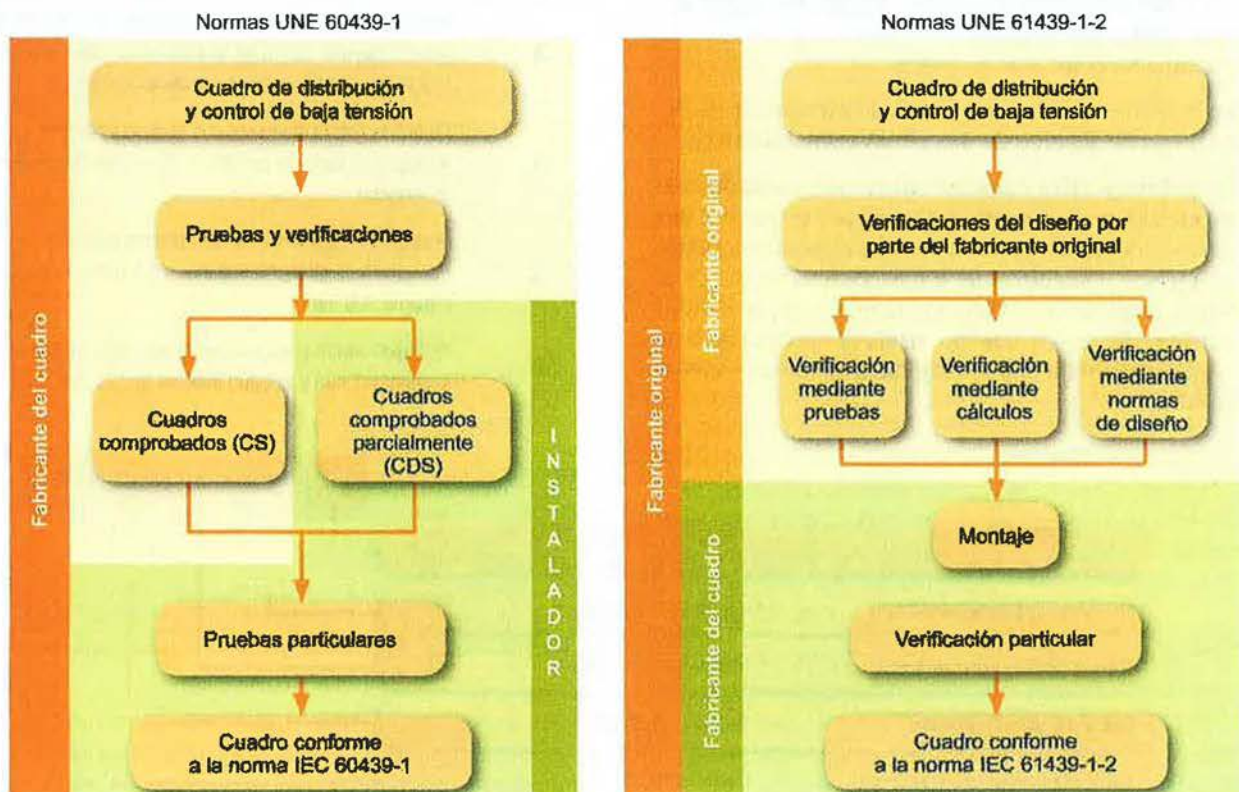 Normas UNE 60439-1
Fabricante del cuadro
Cuadro de distribución
y control de baja tensión
Pruebas y verificaciones
Cuadros
comprobados (CS)
Cuadros
comprobados
parcialmente
(CDS)
INSTALADOR
Pruebas particulares
Cuadro conforme
a la norma IEC 60439-1
Normas UNE 61439-1-2
Fabricante original
Fabricante original
Fabricante del cuadro
Cuadro de distribución
y control de baja tensión
Verificaciones del diseño por
parte del fabricante original
Verificación
mediante
pruebas
Verificación
mediante
cálculos
Verificación
mediante
normas
de diseño
Montaje
Verificación particular
Cuadro conforme
a la norma IEC 61439-1-2